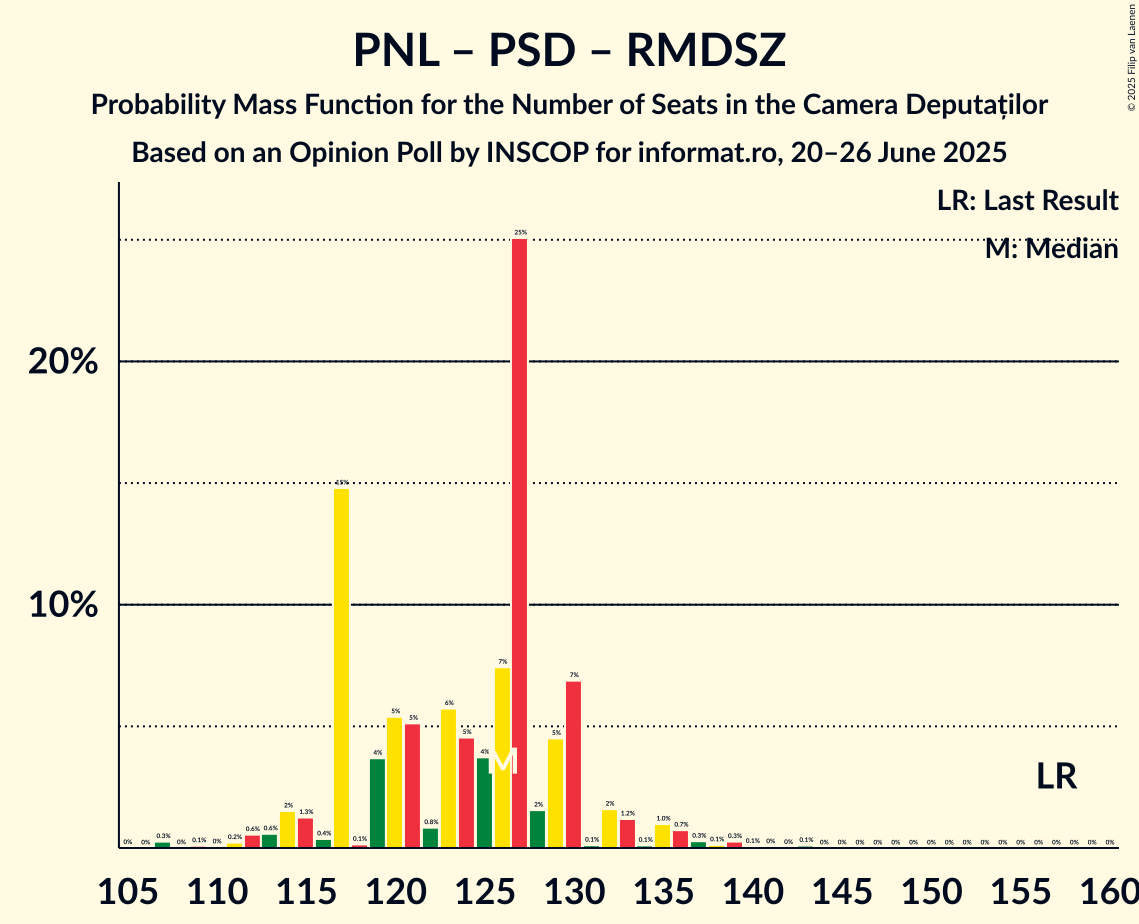 PNL – PSD – RMDSZ
Probability Mass Function for the Number of Seats in the Camera Deputaților
Based on an Opinion Poll by INSCOP for informat.ro, 20–26 June 2025
© 2025 Filip van Laenen
LR: Last Result
M: Median
20%
10%
0% 0% 0.3% 0% 0.1% 0% 0.2% 0.6% 0.6% 2% 1.3% 0.4% 15% 0.1% 4% 5% 5% 0.8% 6% 5% 4% 7% 25% 2% 5% 7% 0.1% 2% 1.2% 0.1% 1.0% 0.7% 0.3% 0.1% 0.3% 0.1% 0% 0% 0.1% 0% 0% 0% 0% 0% 0% 0% 0% 0% 0% 0% 0% 0% 0% 0% 0% 0%
M
LR
105 110 115 120 125 130 135 140 145 150 155 160